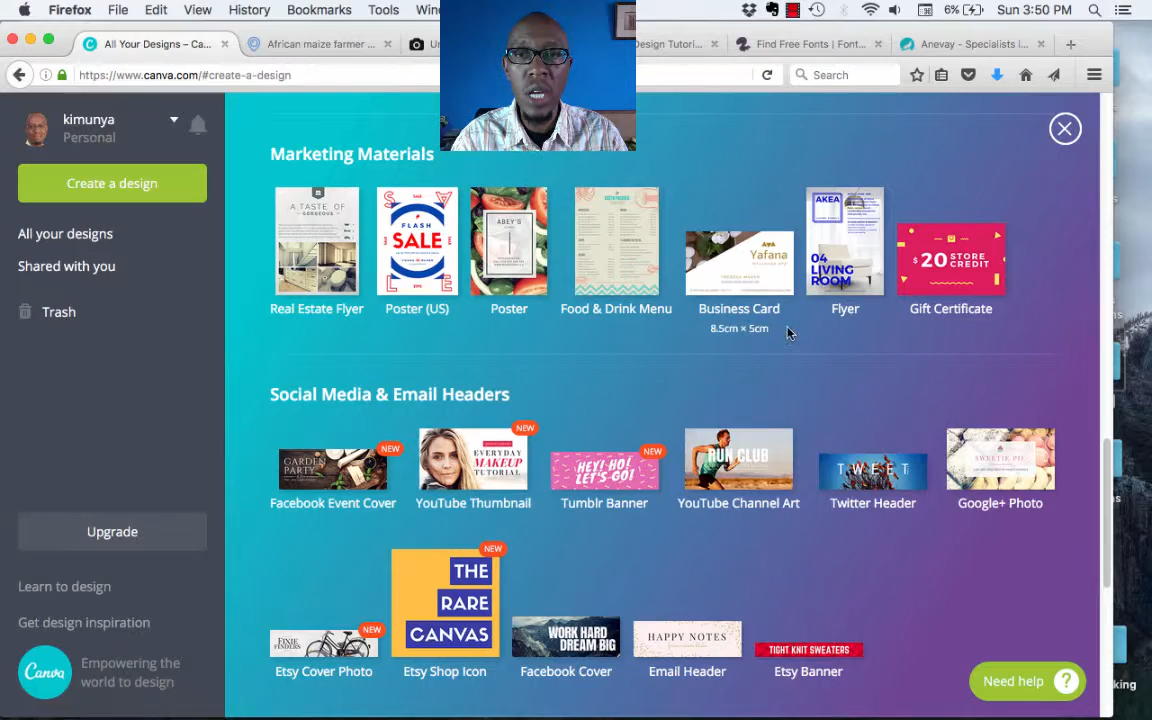 Firefox File Edit View History Bookmarks Tools 6% Sun 3:50 PM
All Your Designs – Ca... African maize farmer ... Design Tutori... Find Free Fonts | Font... Anevay - Specialists i...
https://www.canva.com/#create-a-design Search
kimunya
Personal
Create a design
All your designs
Shared with you
Trash
Upgrade
Learn to design
Get design inspiration
Canva
Empowering the
world to design
Marketing Materials
A TASTE OF
GORGEOUS
FLASH
SALE
ABEY'S
AVA
Yafana
AKEA
04
LIVING
ROOM
$20 STORE
CREDIT
Real Estate Flyer Poster (US) Poster Food & Drink Menu Business Card Flyer Gift Certificate
8.5cm × 5cm
Social Media & Email Headers
NEW NEW NEW
GARDEN
PARTY
EVERYDAY
MAKEUP
TUTORIAL
HEY! HO!
LET'S GO!
RUN CLUB
TWEET
SWEETIE PIE
Facebook Event Cover YouTube Thumbnail Tumblr Banner YouTube Channel Art Twitter Header Google+ Photo
NEW NEW
FIXIE
FINDERS
THE
RARE
CANVAS
WORK HARD
DREAM BIG
HAPPY NOTES
TIGHT KNIT SWEATERS
Etsy Cover Photo Etsy Shop Icon Facebook Cover Email Header Etsy Banner
Need help ?
king